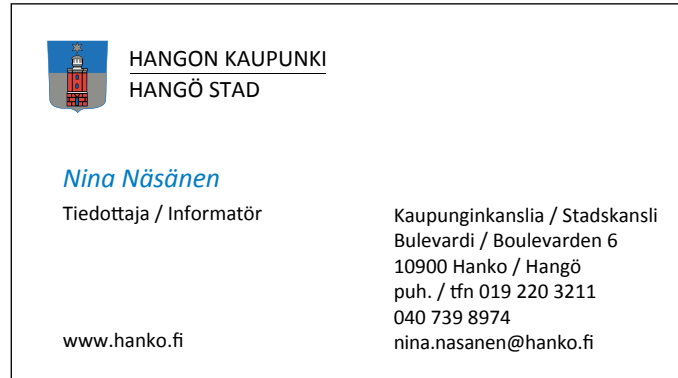 HANGON KAUPUNKI
HANGÖ STAD
Nina Näsänen
Tiedottaja / Informatör
www.hanko.fi
Kaupunginkanslia / Stadskansli
Bulevardi / Boulevarden 6
10900 Hanko / Hangö
puh. / tfn 019 220 3211
040 739 8974
nina.nasanen@hanko.fi